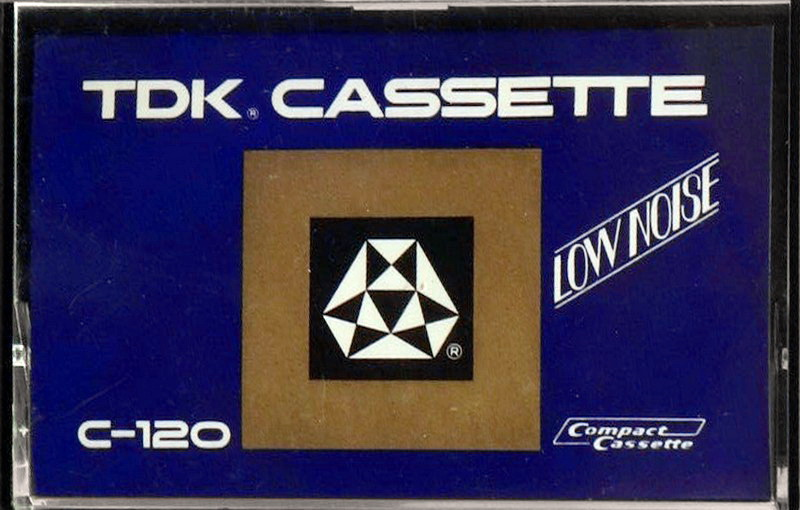 TDK® CASSETTE
LOW NOISE
®
C-120
Compact
Cassette